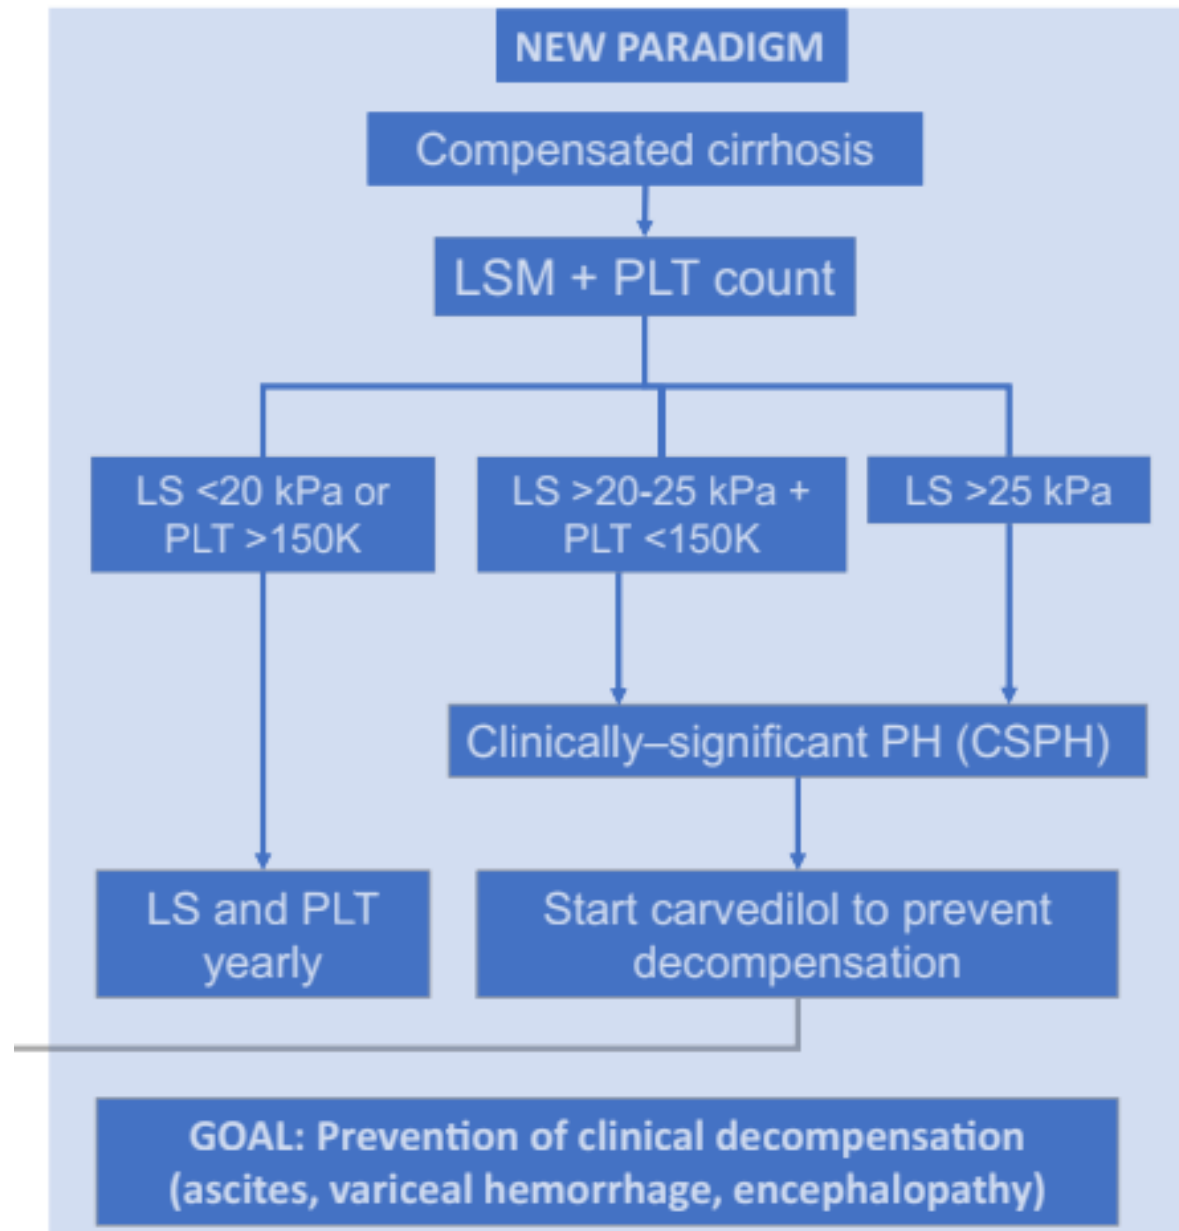 NEW PARADIGM
Compensated cirrhosis
LSM + PLT count
LS <20 kPa or
PLT >150K
LS >20-25 kPa +
PLT <150K
LS >25 kPa
Clinically–significant PH (CSPH)
LS and PLT
yearly
Start carvedilol to prevent
decompensation
GOAL: Prevention of clinical decompensation
(ascites, variceal hemorrhage, encephalopathy)